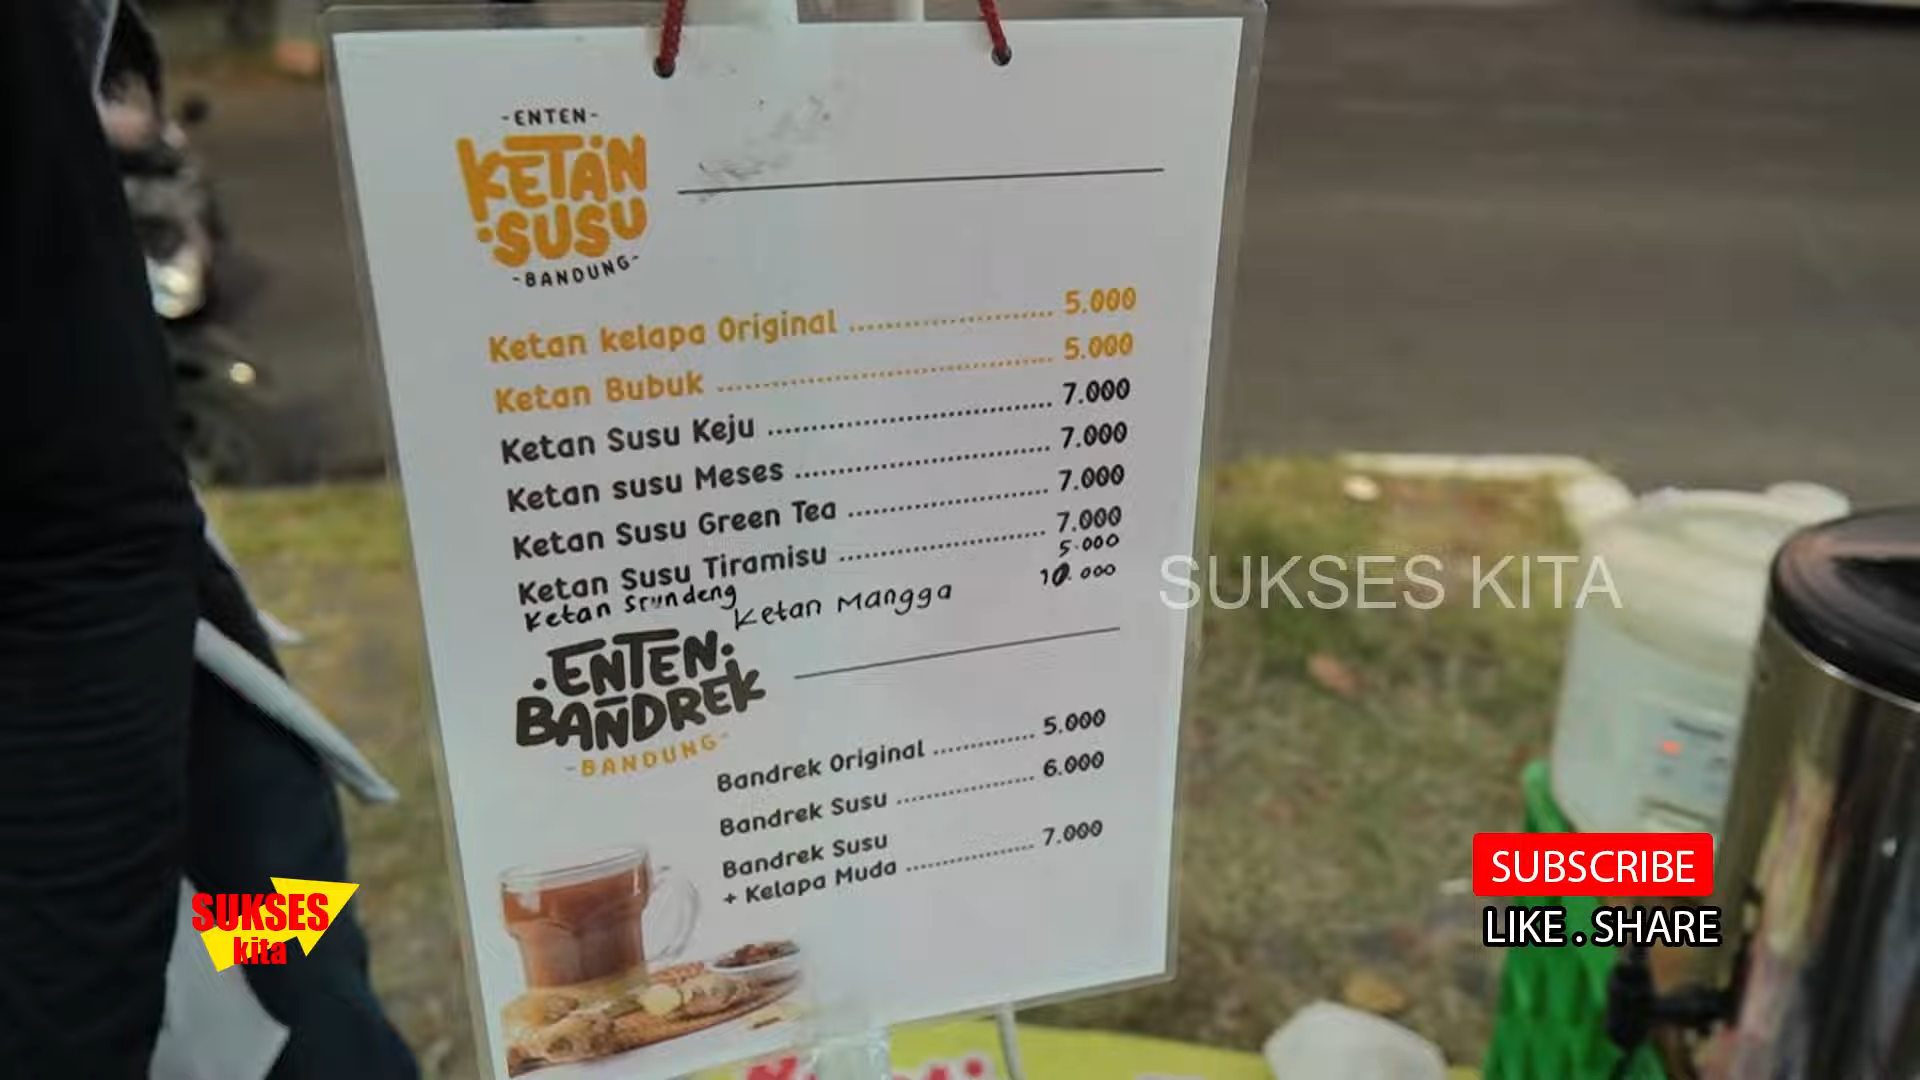 -ENTEN-
KETAN
SUSU
-BANDUNG-
Ketan kelapa Original .......................... 5.000
Ketan Bubuk .......................... 5.000
Ketan Susu Keju .......................... 7.000
Ketan susu Meses .......................... 7.000
Ketan Susu Green Tea .......................... 7.000
Ketan Susu Tiramisu .......................... 7.000
Ketan Srundeng 5.000
Ketan Mangga 10.000
SUKSES KITA
.ENTEN.
BANDREK
-BANDUNG-
Bandrek Original .............. 5.000
Bandrek Susu .............. 6.000
Bandrek Susu
+ Kelapa Muda .............. 7.000
SUKSES
kita
SUBSCRIBE
LIKE . SHARE